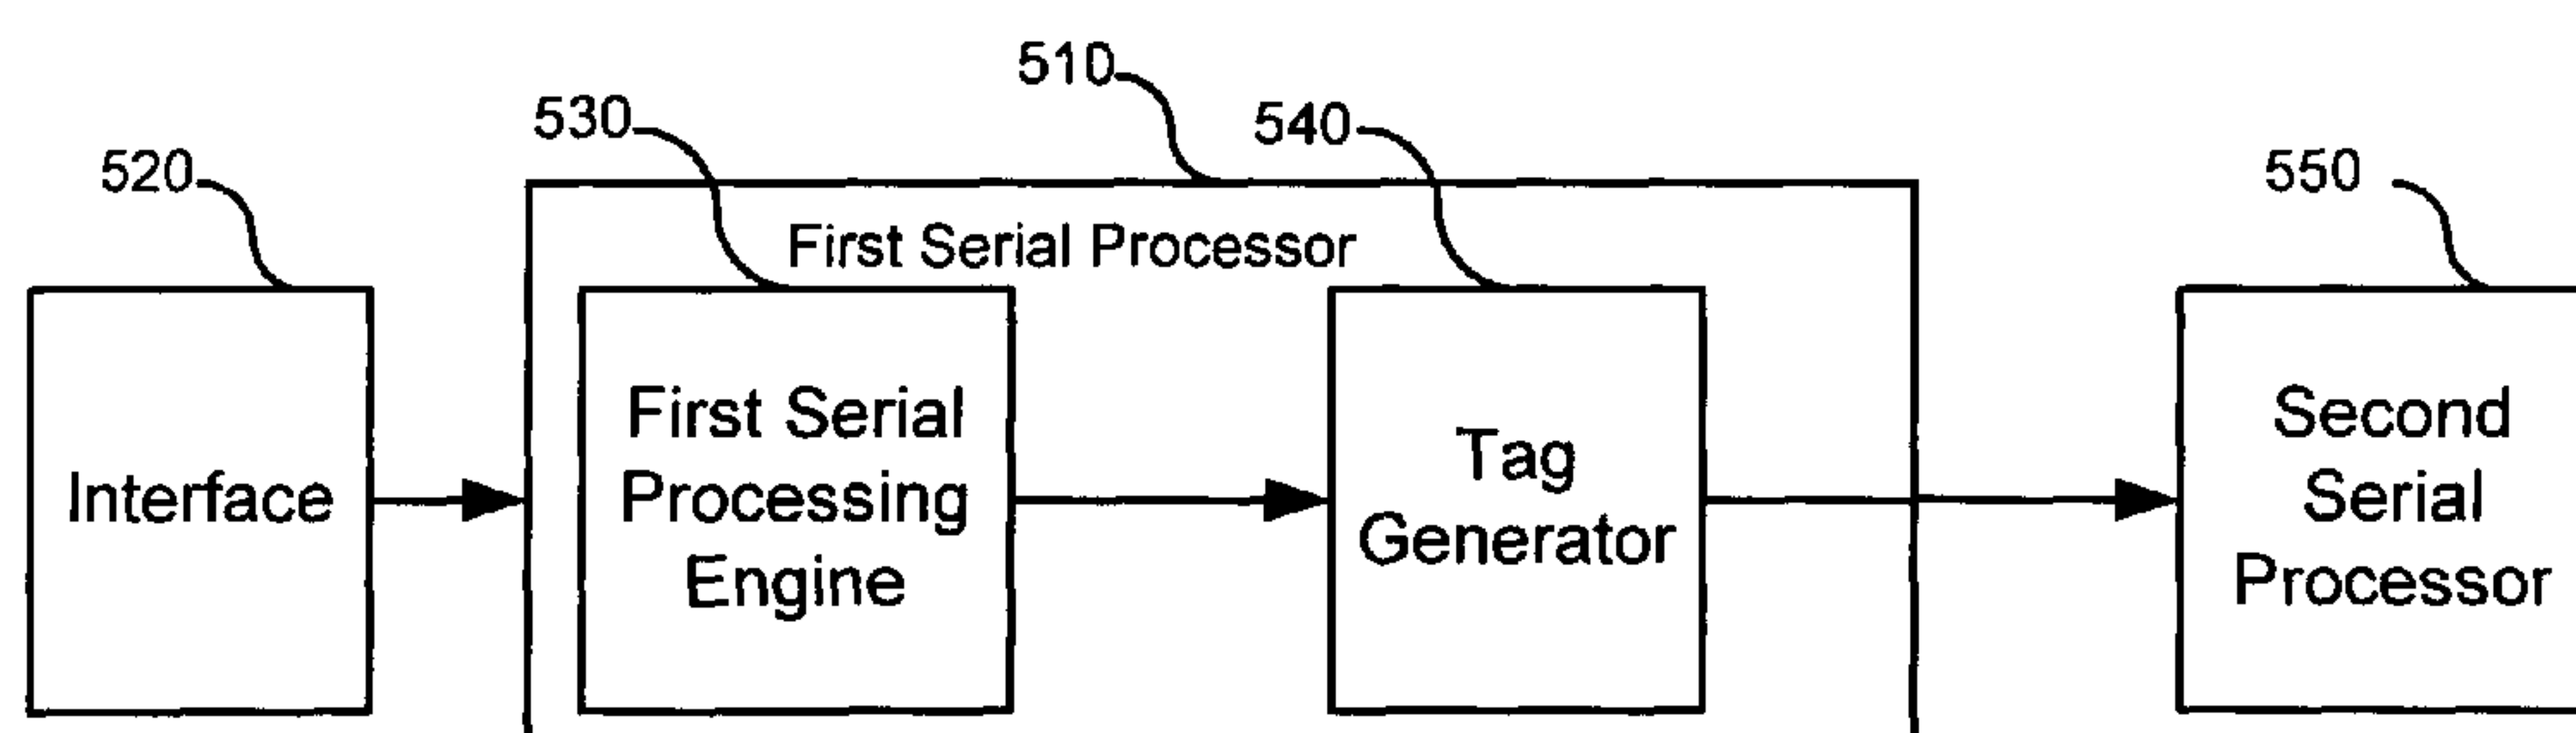 510
530
540
520
550
First Serial Processor
Interface
First Serial
Processing
Engine
Tag
Generator
Second
Serial
Processor